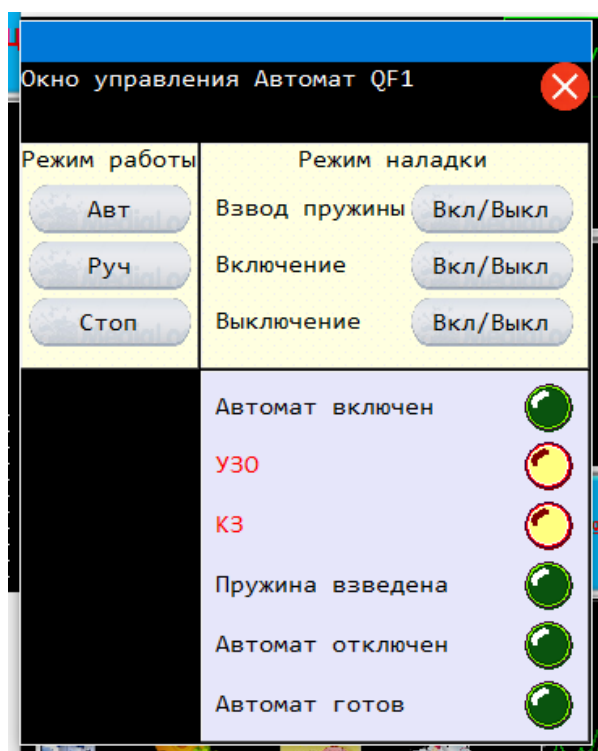 Окно управления Автомат QF1
Режим работы
Режим наладки
Авт
Взвод пружины
Вкл/Выкл
Руч
Включение
Вкл/Выкл
Стоп
Выключение
Вкл/Выкл
Автомат включен
УЗО
КЗ
Пружина взведена
Автомат отключен
Автомат готов